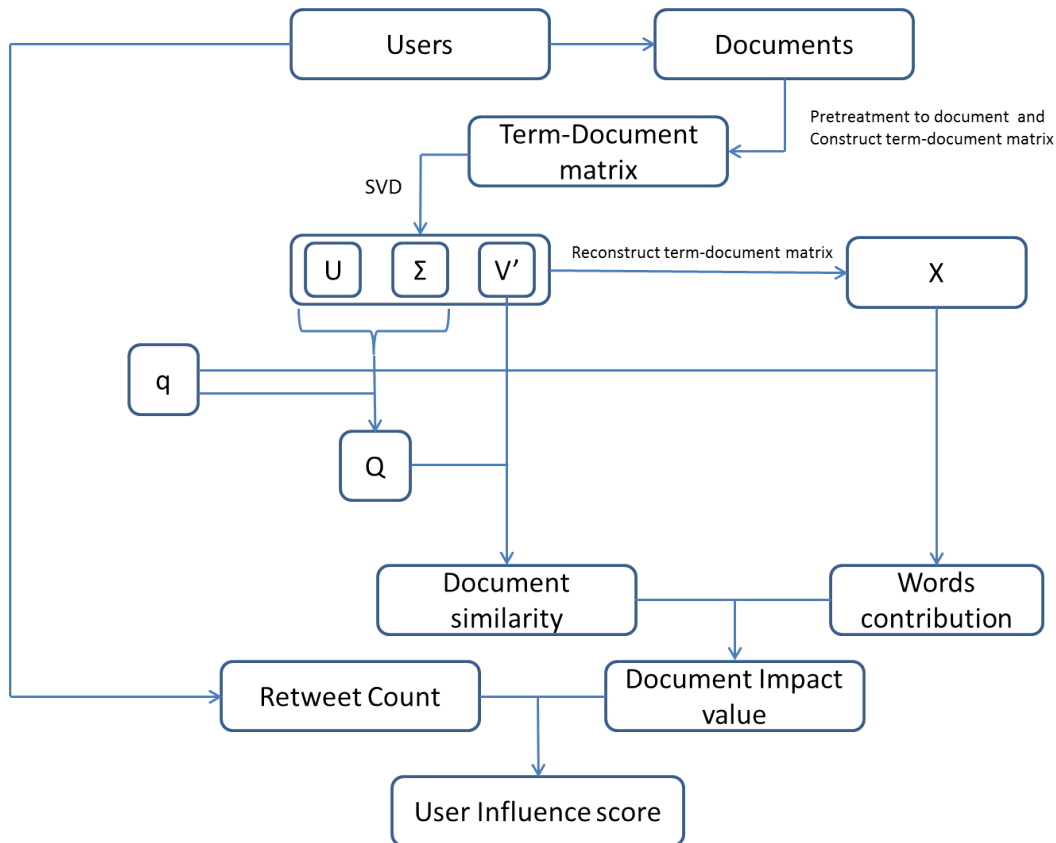 Users
Documents
Pretreatment to document and
Construct term-document matrix
Term-Document
matrix
SVD
U
Σ
V’
Reconstruct term-document matrix
X
q
Q
Document
similarity
Words
contribution
Retweet Count
Document Impact
value
User Influence score